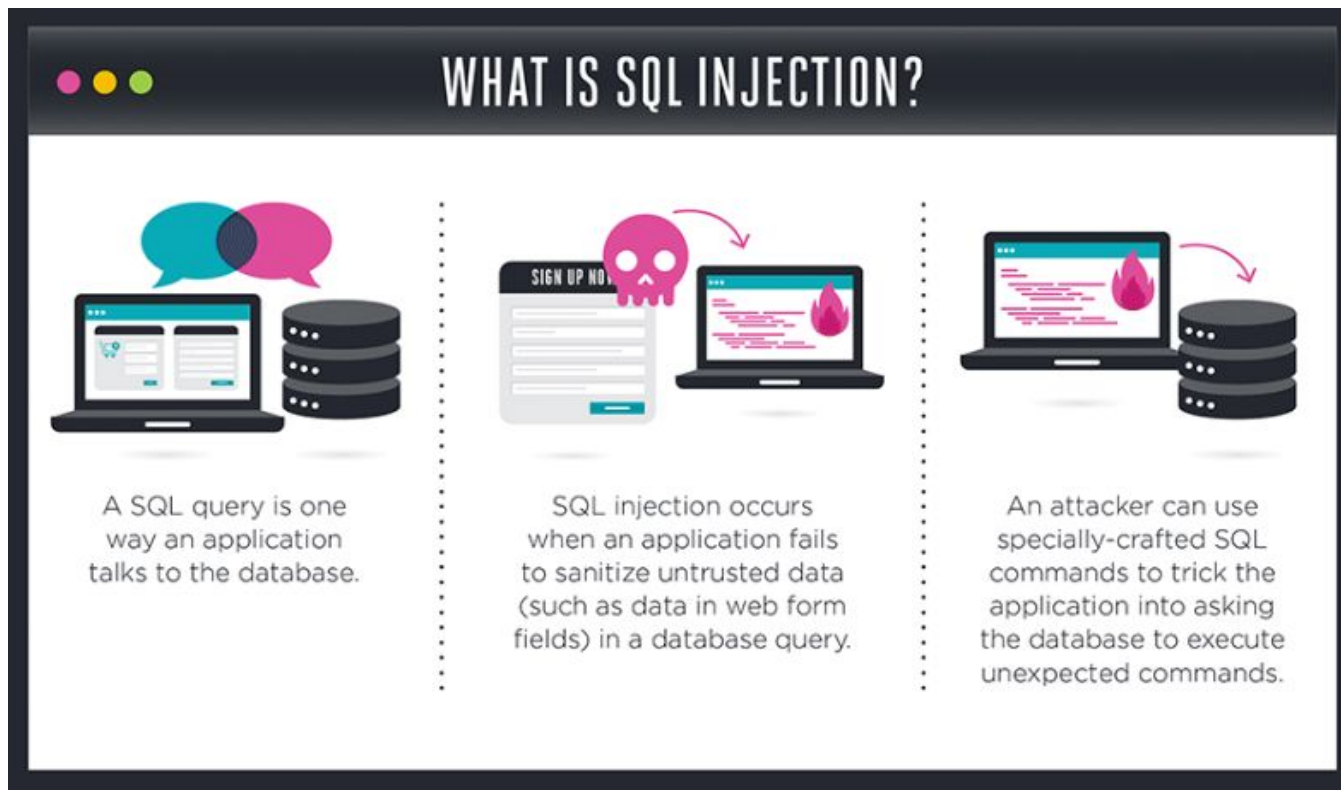 WHAT IS SQL INJECTION?
A SQL query is one
way an application
talks to the database.
SIGN UP NOW
SQL injection occurs
when an application fails
to sanitize untrusted data
(such as data in web form
fields) in a database query.
An attacker can use
specially-crafted SQL
commands to trick the
application into asking
the database to execute
unexpected commands.